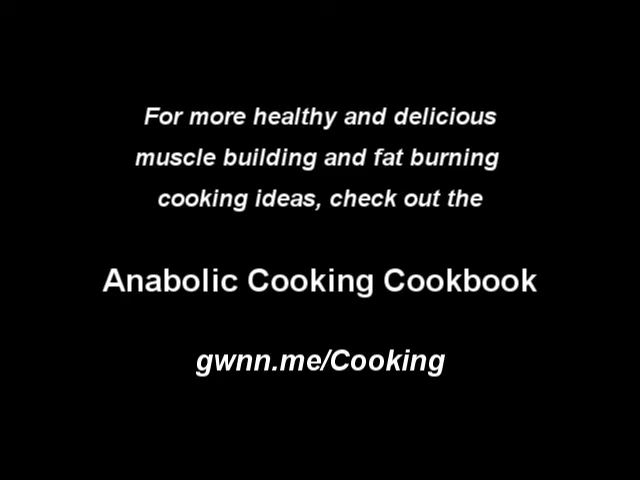 For more healthy and delicious
muscle building and fat burning
cooking ideas, check out the
Anabolic Cooking Cookbook
gwnn.me/Cooking